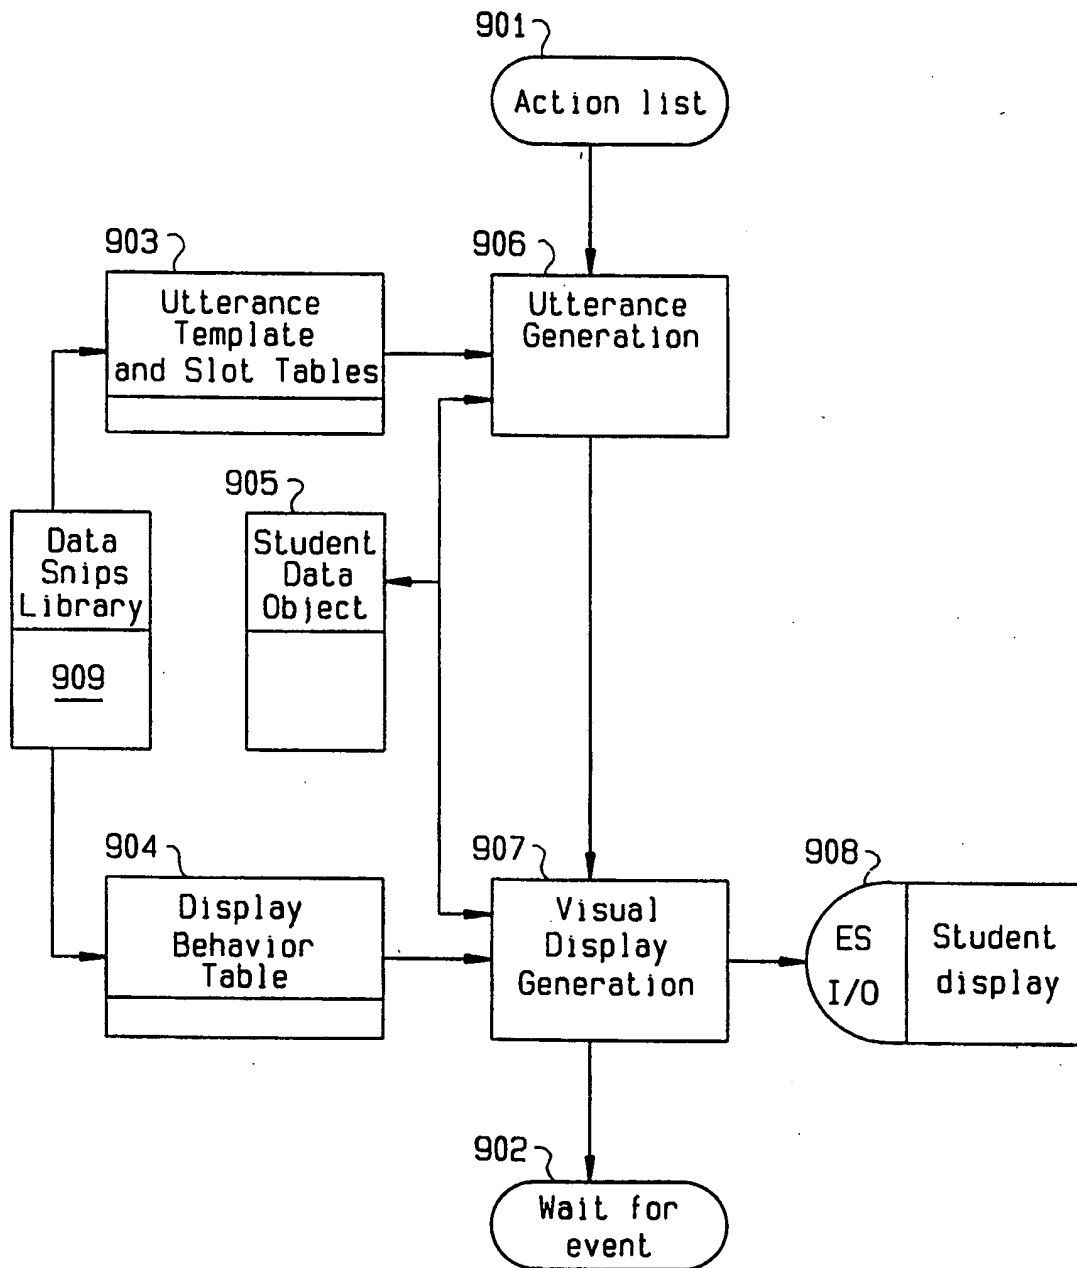 901
Action list
903
Utterance
Template
and Slot Tables
906
Utterance
Generation
905
Student
Data
Object
Data
Snips
Library
909
904
Display
Behavior
Table
907
Visual
Display
Generation
908
ES
I/O
Student
display
902
Wait for
event